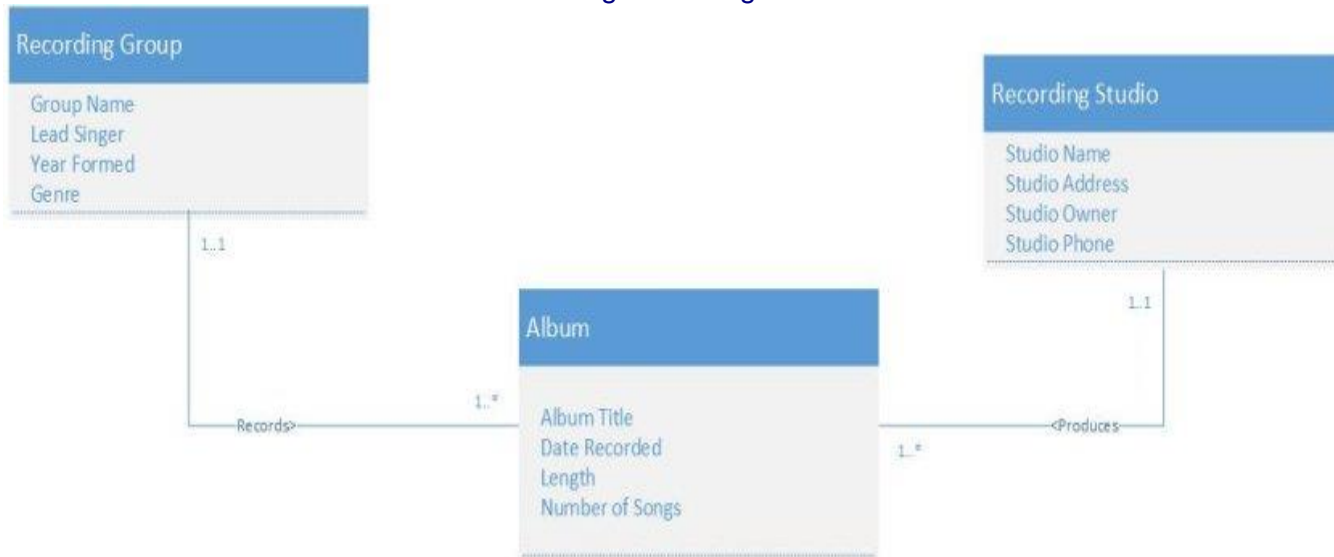 Recording Group
Group Name
Lead Singer
Year Formed
Genre
1..1
Recording Studio
Studio Name
Studio Address
Studio Owner
Studio Phone
1..1
Album
Album Title
Date Recorded
Length
Number of Songs
1..*
Records>
1..*
<Produces